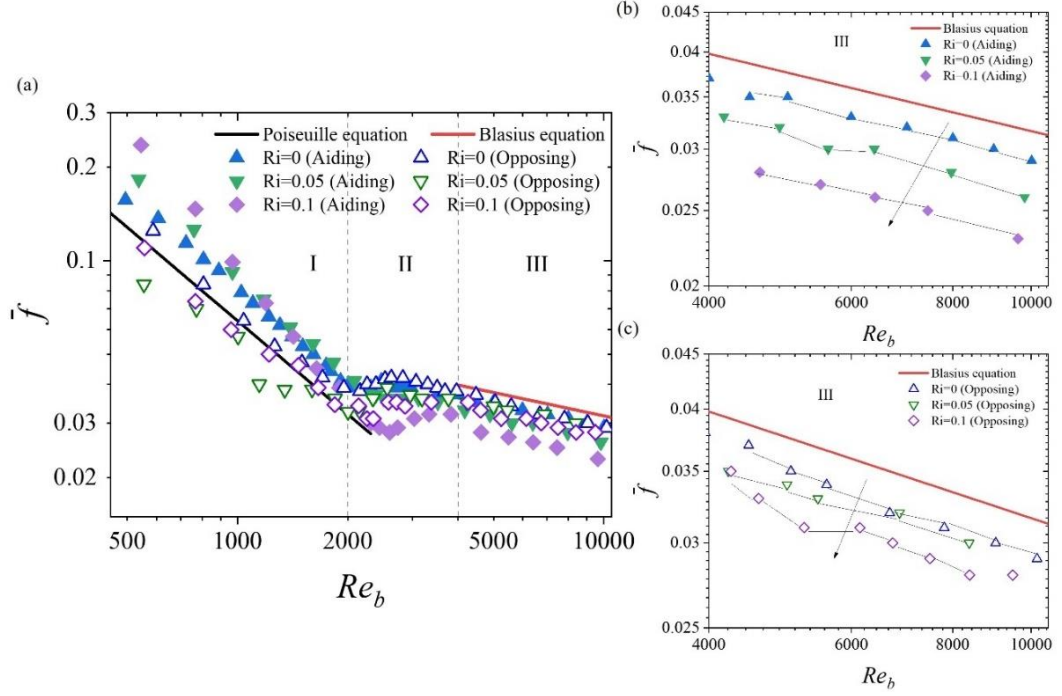 (a)
f̄
0.3
0.2
0.1
0.03
0.02
Poiseuille equation
Blasius equation
Ri=0 (Aiding)
Ri=0 (Opposing)
Ri=0.05 (Aiding)
Ri=0.05 (Opposing)
Ri=0.1 (Aiding)
Ri=0.1 (Opposing)
I
II
III
500
1000
2000
5000
10000
Re_b
(b)
f̄
0.045
0.04
0.035
0.03
0.025
0.02
III
Blasius equation
Ri=0 (Aiding)
Ri=0.05 (Aiding)
Ri=0.1 (Aiding)
4000
6000
8000
10000
Re_b
(c)
f̄
0.045
0.04
0.035
0.03
0.025
III
Blasius equation
Ri=0 (Opposing)
Ri=0.05 (Opposing)
Ri=0.1 (Opposing)
4000
6000
8000
10000
Re_b